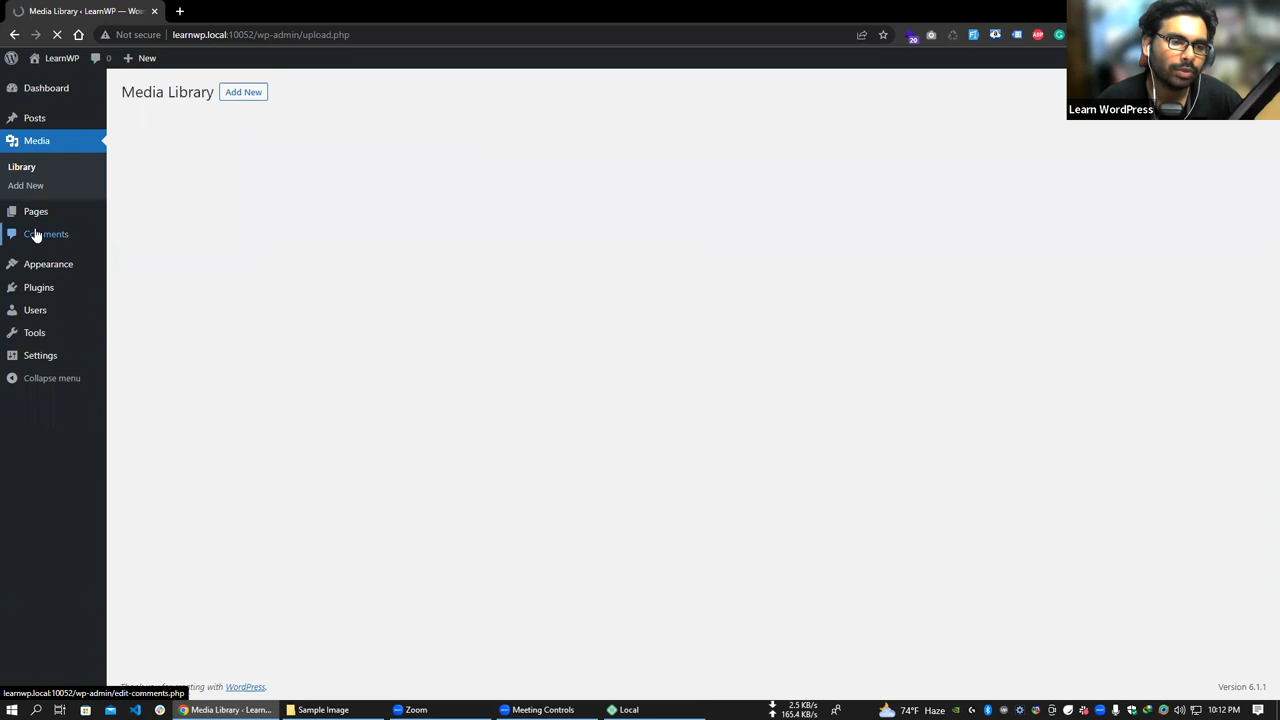 Media Library ‹ LearnWP — Wor
Not secure learnwp.local:10052/wp-admin/upload.php
20
ABP
LearnWP 0 New
Dashboard
Posts
Media
Library
Add New
Pages
Comments
Appearance
Plugins
Users
Tools
Settings
Collapse menu
Media Library Add New
Learn WordPress
WordPress.
Version 6.1.1
learnwp.local:10052/wp-admin/edit-comments.php
Media Library ‹ Learn... Sample Image Zoom Meeting Controls Local
2.5 KB/s
165.4 KB/s
74°F Haze
10:12 PM